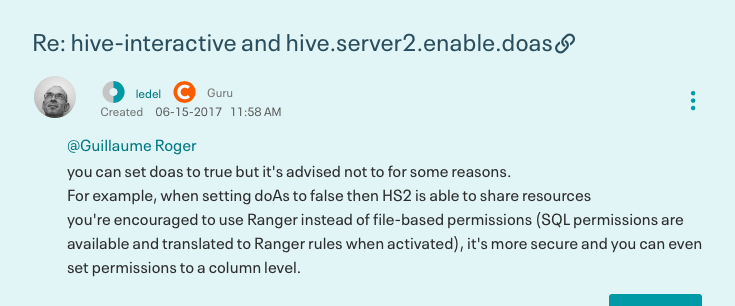 Re: hive-interactive and hive.server2.enable.doas
ledel Guru
Created 06-15-2017 11:58 AM
@Guillaume Roger
you can set doas to true but it's advised not to for some reasons.
For example, when setting doAs to false then HS2 is able to share resources
you're encouraged to use Ranger instead of file-based permissions (SQL permissions are
available and translated to Ranger rules when activated), it's more secure and you can even
set permissions to a column level.